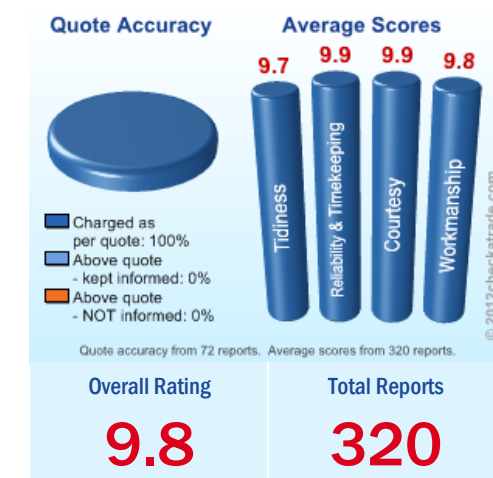 Quote Accuracy
Average Scores
9.7
9.9
9.9
9.8
Tidiness
Reliability & Timekeeping
Courtesy
Workmanship
Charged as
per quote: 100%
Above quote
- kept informed: 0%
Above quote
- NOT informed: 0%
© 2012checkatrade.com
Quote accuracy from 72 reports. Average scores from 320 reports.
Overall Rating
Total Reports
9.8
320